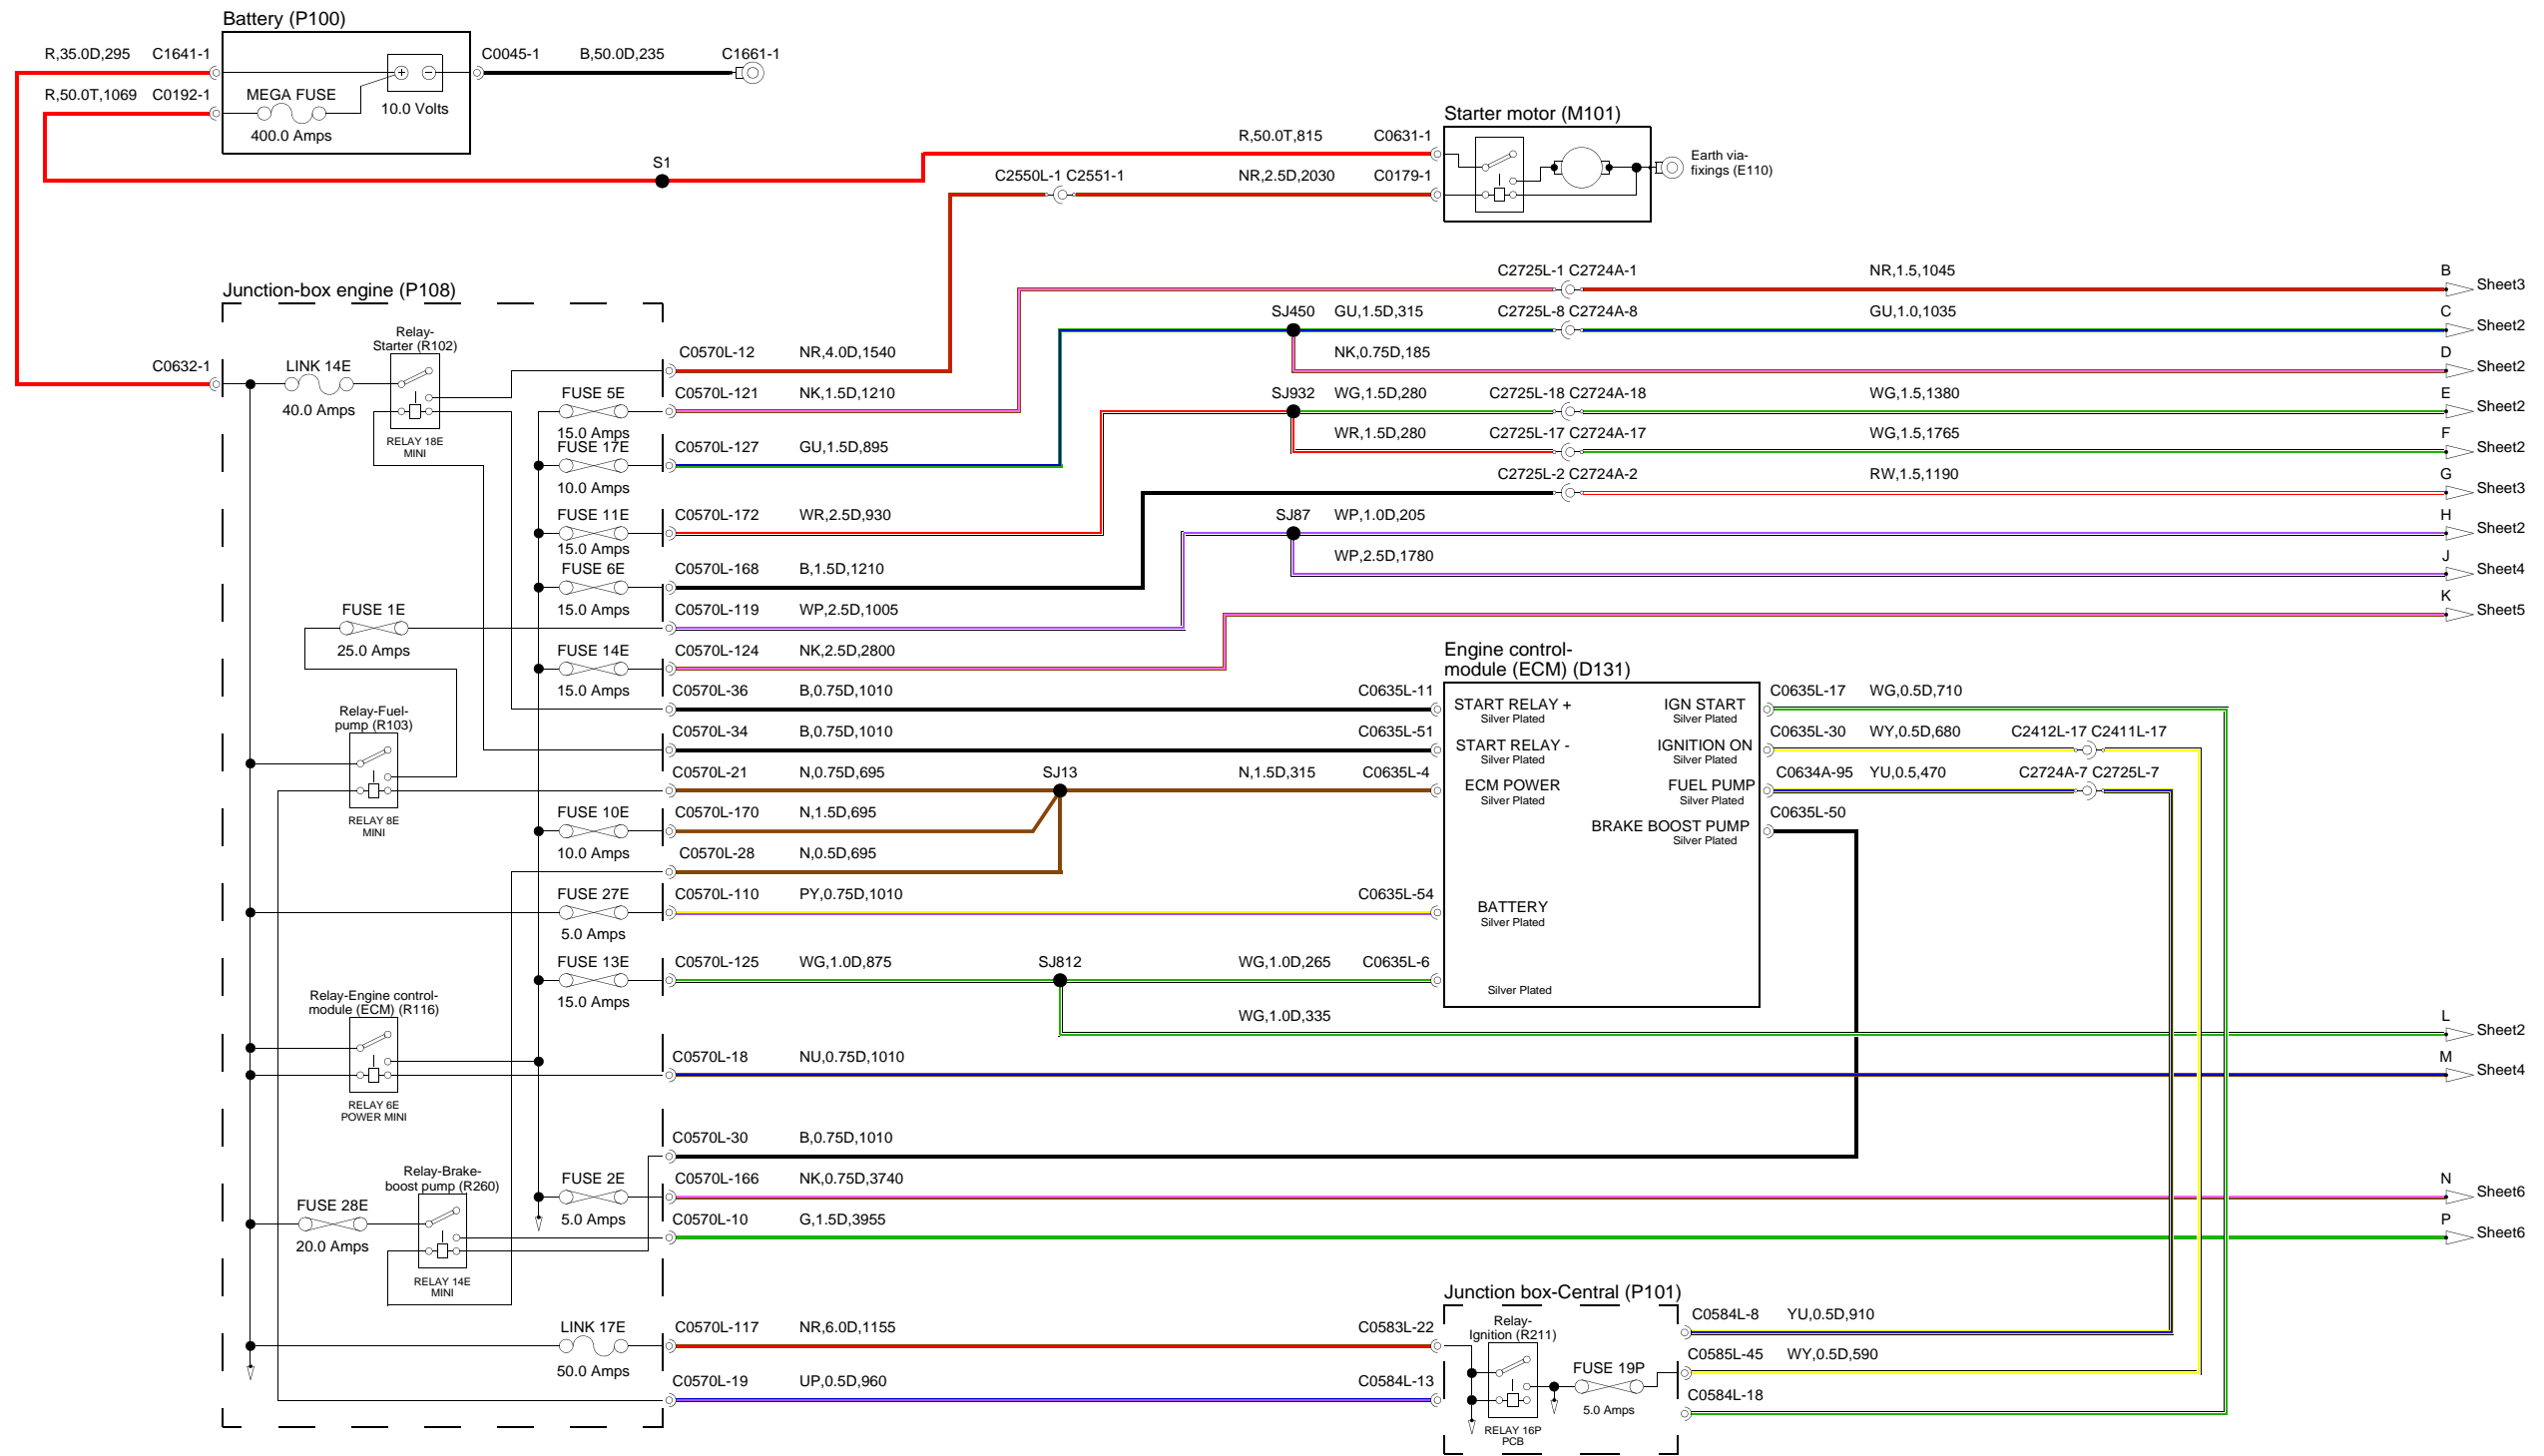 Battery (P100)
R,35.0D,295 C1641-1
C0045-1 B,50.0D,235 C1661-1
R,50.0T,1069 C0192-1
MEGA FUSE
400.0 Amps
10.0 Volts
S1
Starter motor (M101)
R,50.0T,815 C0631-1
C2550L-1 C2551-1 NR,2.5D,2030 C0179-1
Earth via-
fixings (E110)
Junction-box engine (P108)
C0632-1
LINK 14E
40.0 Amps
Relay-
Starter (R102)
RELAY 18E
MINI
C0570L-12 NR,4.0D,1540
FUSE 5E
15.0 Amps
C0570L-121 NK,1.5D,1210
C2725L-1 C2724A-1 NR,1.5,1045 B Sheet3
FUSE 17E
10.0 Amps
C0570L-127 GU,1.5D,895
SJ450 GU,1.5D,315 C2725L-8 C2724A-8 GU,1.0,1035 C Sheet2
NK,0.75D,185 D Sheet2
FUSE 11E
15.0 Amps
C0570L-172 WR,2.5D,930
SJ932 WG,1.5D,280 C2725L-18 C2724A-18 WG,1.5,1380 E Sheet2
WR,1.5D,280 C2725L-17 C2724A-17 WG,1.5,1765 F Sheet2
FUSE 6E
15.0 Amps
C0570L-168 B,1.5D,1210
C2725L-2 C2724A-2 RW,1.5,1190 G Sheet3
FUSE 1E
25.0 Amps
C0570L-119 WP,2.5D,1005
SJ87 WP,1.0D,205 H Sheet2
WP,2.5D,1780 J Sheet4
FUSE 14E
15.0 Amps
C0570L-124 NK,2.5D,2800
K Sheet5
Engine control-
module (ECM) (D131)
C0570L-36 B,0.75D,1010 C0635L-11
START RELAY +
Silver Plated
IGN START
Silver Plated
C0635L-17 WG,0.5D,710
C0570L-34 B,0.75D,1010 C0635L-51
START RELAY -
Silver Plated
IGNITION ON
Silver Plated
C0635L-30 WY,0.5D,680 C2412L-17 C2411L-17
Relay-Fuel-
pump (R103)
RELAY 8E
MINI
C0570L-21 N,0.75D,695 SJ13 N,1.5D,315 C0635L-4
ECM POWER
Silver Plated
FUEL PUMP
Silver Plated
C0634A-95 YU,0.5,470 C2724A-7 C2725L-7
FUSE 10E
10.0 Amps
C0570L-170 N,1.5D,695
BRAKE BOOST PUMP
Silver Plated
C0635L-50
C0570L-28 N,0.5D,695
FUSE 27E
5.0 Amps
C0570L-110 PY,0.75D,1010 C0635L-54
BATTERY
Silver Plated
FUSE 13E
15.0 Amps
C0570L-125 WG,1.0D,875 SJ812 WG,1.0D,265 C0635L-6
Silver Plated
WG,1.0D,335 L Sheet2
Relay-Engine control-
module (ECM) (R116)
RELAY 6E
POWER MINI
C0570L-18 NU,0.75D,1010 M Sheet4
C0570L-30 B,0.75D,1010
Relay-Brake-
boost pump (R260)
RELAY 14E
MINI
FUSE 28E
20.0 Amps
FUSE 2E
5.0 Amps
C0570L-166 NK,0.75D,3740 N Sheet6
C0570L-10 G,1.5D,3955 P Sheet6
LINK 17E
50.0 Amps
C0570L-117 NR,6.0D,1155 C0583L-22
C0570L-19 UP,0.5D,960 C0584L-13
Junction box-Central (P101)
Relay-
Ignition (R211)
RELAY 16P
PCB
FUSE 19P
5.0 Amps
C0584L-8 YU,0.5D,910
C0585L-45 WY,0.5D,590
C0584L-18